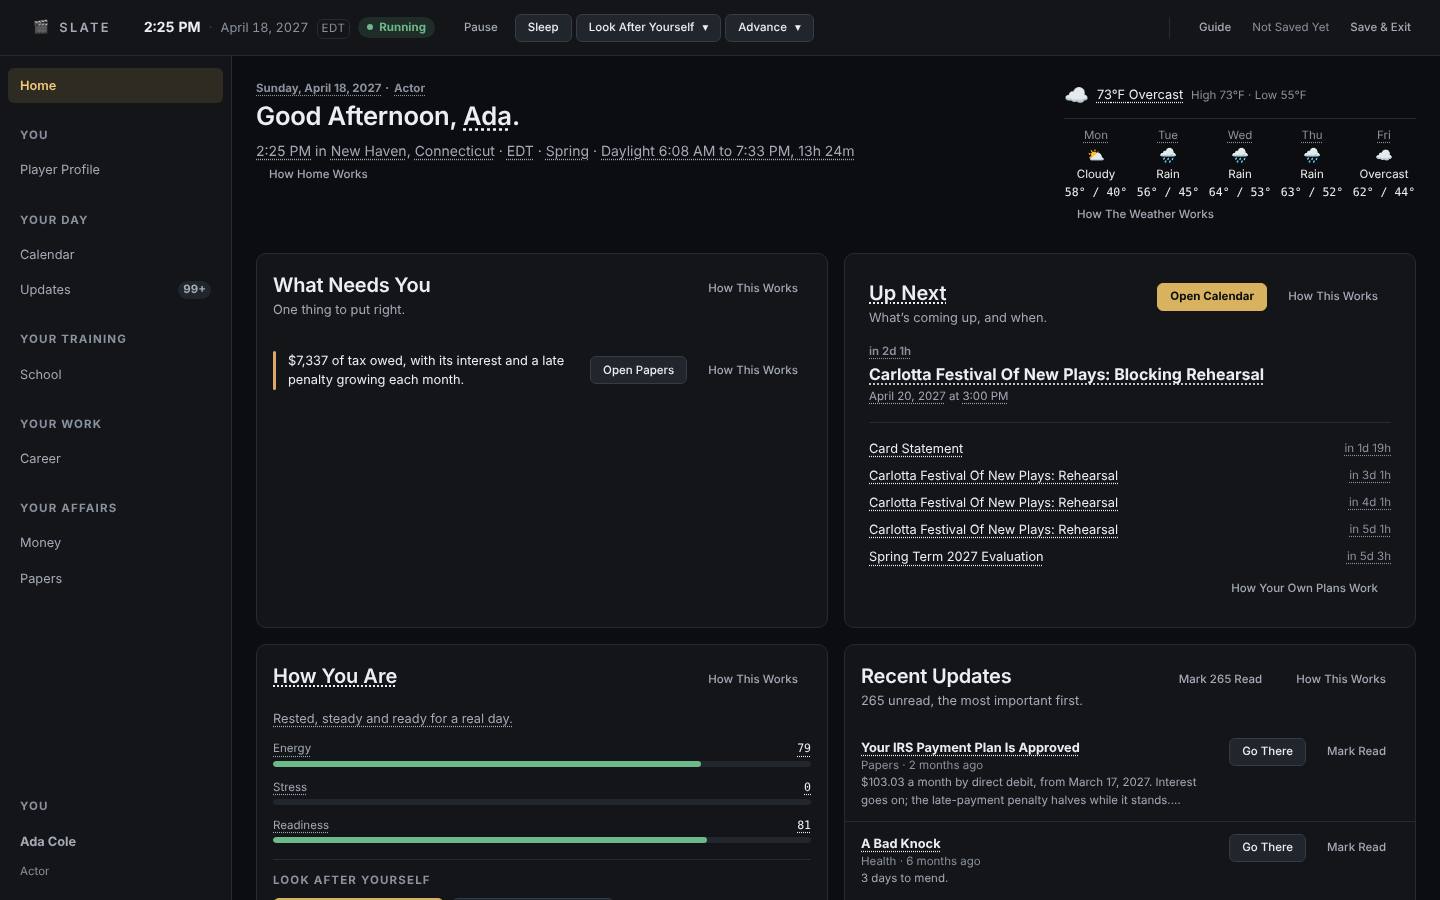 SLATE
2:25 PM · April 18, 2027 EDT Running
Pause
Sleep
Look After Yourself ▾
Advance ▾
Guide
Not Saved Yet
Save & Exit
Home
YOU
Player Profile
YOUR DAY
Calendar
Updates 99+
YOUR TRAINING
School
YOUR WORK
Career
YOUR AFFAIRS
Money
Papers
YOU
Ada Cole
Actor
Sunday, April 18, 2027 · Actor
Good Afternoon, Ada.
2:25 PM in New Haven, Connecticut · EDT · Spring · Daylight 6:08 AM to 7:33 PM, 13h 24m
How Home Works
73°F Overcast High 73°F · Low 55°F
Mon Tue Wed Thu Fri
Cloudy Rain Rain Rain Overcast
58° / 40° 56° / 45° 64° / 53° 63° / 52° 62° / 44°
How The Weather Works
What Needs You
How This Works
One thing to put right.
$7,337 of tax owed, with its interest and a late
penalty growing each month.
Open Papers
How This Works
Up Next
Open Calendar
How This Works
What's coming up, and when.
in 2d 1h
Carlotta Festival Of New Plays: Blocking Rehearsal
April 20, 2027 at 3:00 PM
Card Statement in 1d 19h
Carlotta Festival Of New Plays: Rehearsal in 3d 1h
Carlotta Festival Of New Plays: Rehearsal in 4d 1h
Carlotta Festival Of New Plays: Rehearsal in 5d 1h
Spring Term 2027 Evaluation in 5d 3h
How Your Own Plans Work
How You Are
How This Works
Rested, steady and ready for a real day.
Energy 79
Stress 0
Readiness 81
LOOK AFTER YOURSELF
Recent Updates
Mark 265 Read
How This Works
265 unread, the most important first.
Your IRS Payment Plan Is Approved
Papers · 2 months ago
$103.03 a month by direct debit, from March 17, 2027. Interest
goes on; the late-payment penalty halves while it stands....
Go There
Mark Read
A Bad Knock
Health · 6 months ago
3 days to mend.
Go There
Mark Read